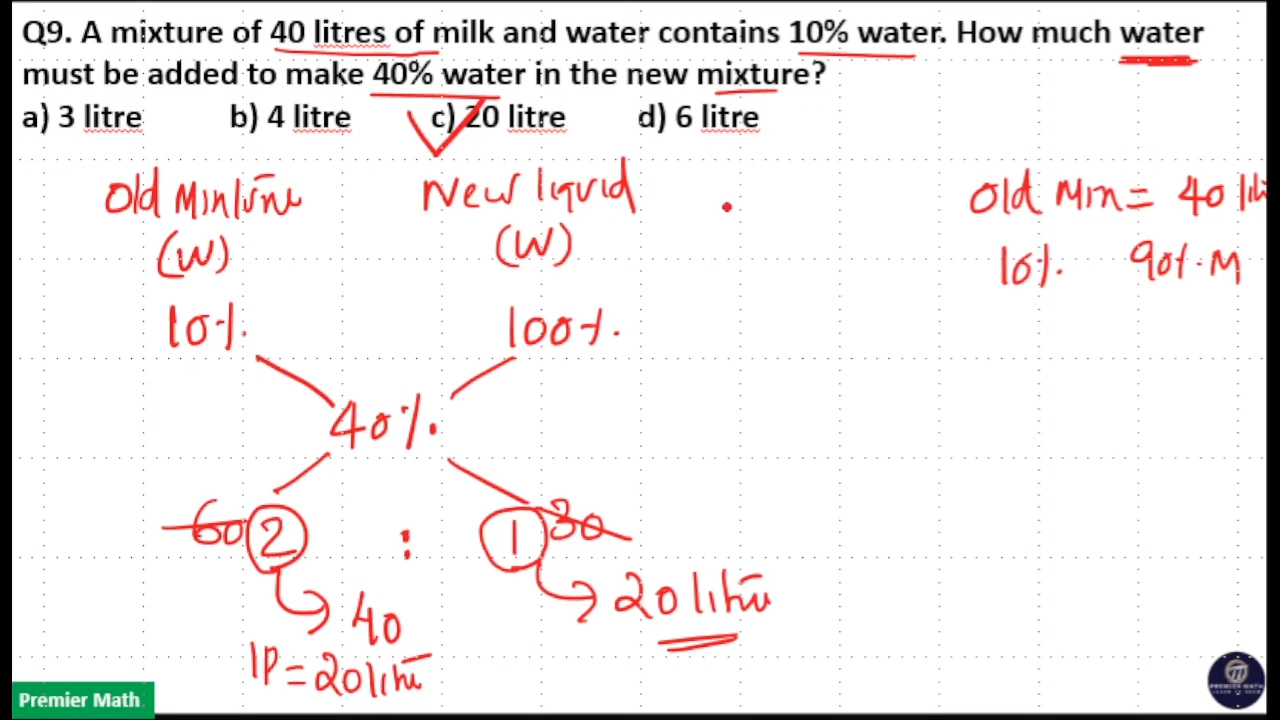 Q9. A mixture of 40 litres of milk and water contains 10% water. How much water
must be added to make 40% water in the new mixture?
a) 3 litre b) 4 litre c) 20 litre d) 6 litre
Old New liquid
(W) (W)
10% 100%
40%
60 2 : 1 30
40 20 litre
1P = 20 litre
Old Mix = 40
10% 90% M
Premier Math
PREMIER MATH